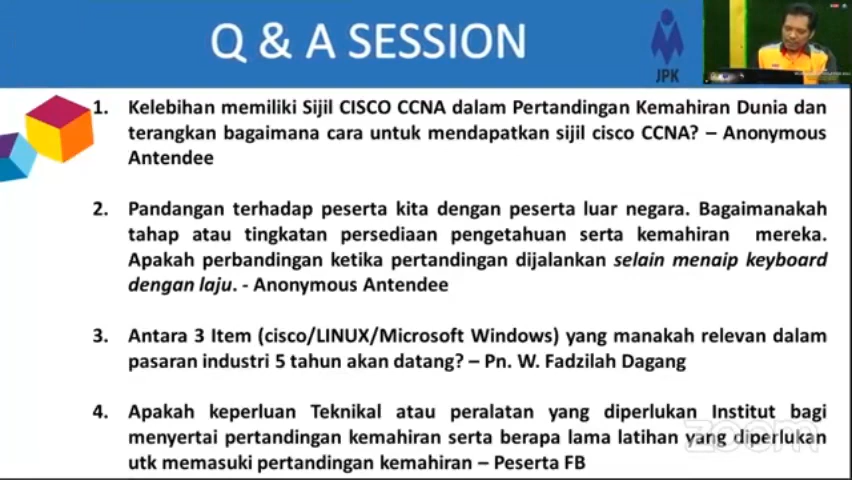 Q & A SESSION
JPK
1. Kelebihan memiliki Sijil CISCO CCNA dalam Pertandingan Kemahiran Dunia dan
terangkan bagaimana cara untuk mendapatkan sijil cisco CCNA? – Anonymous
Antendee
2. Pandangan terhadap peserta kita dengan peserta luar negara. Bagaimanakah
tahap atau tingkatan persediaan pengetahuan serta kemahiran mereka.
Apakah perbandingan ketika pertandingan dijalankan selain menaip keyboard
dengan laju. - Anonymous Antendee
3. Antara 3 Item (cisco/LINUX/Microsoft Windows) yang manakah relevan dalam
pasaran industri 5 tahun akan datang? – Pn. W. Fadzilah Dagang
4. Apakah keperluan Teknikal atau peralatan yang diperlukan Institut bagi
menyertai pertandingan kemahiran serta berapa lama latihan yang diperlukan
utk memasuki pertandingan kemahiran – Peserta FB
zoom